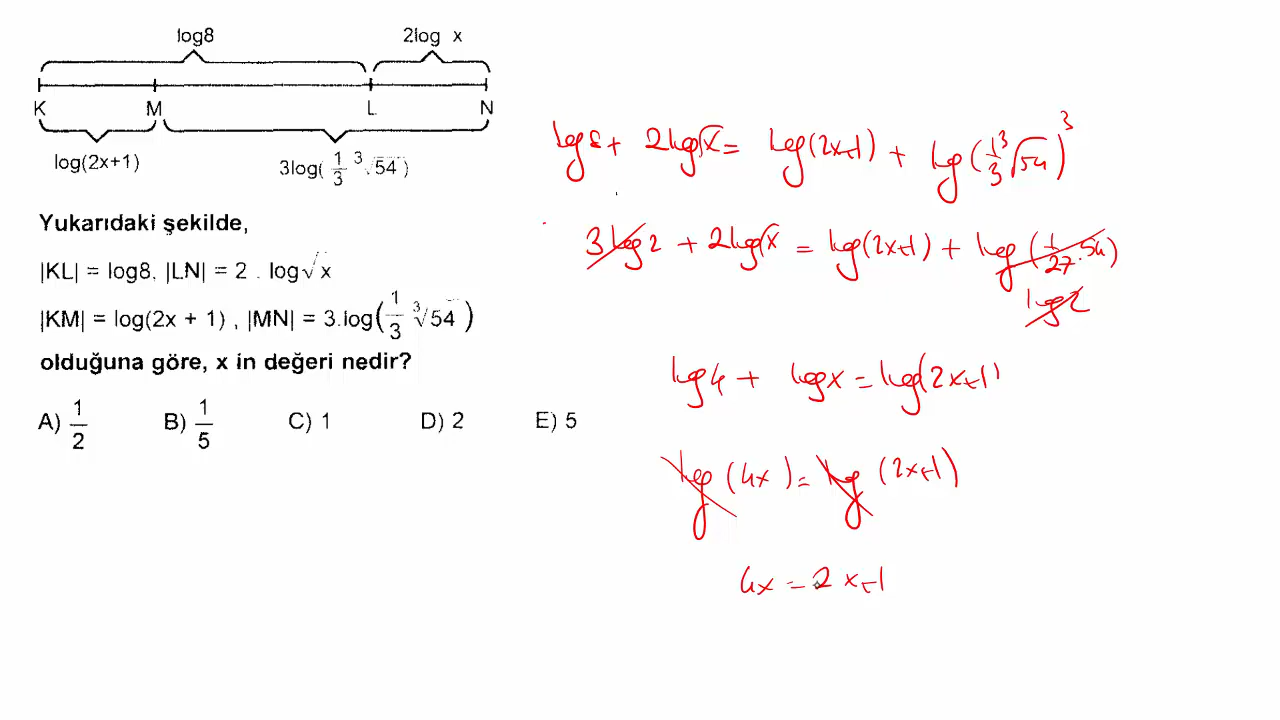 log8 2log x
K M L N
log(2x+1) 3log( 1/3 ³√54 )
Yukarıdaki şekilde,
|KL| = log8, |LN| = 2 . log√x
|KM| = log(2x + 1) , |MN| = 3.log(1/3 ³√54 )
olduğuna göre, x in değeri nedir?
A) 1/2 B) 1/5 C) 1 D) 2 E) 5
log8 + 2log√x = log(2x+1) + log(1/3 ³√54)³
3log2 + 2log√x = log(2x+1) + log(1/27 . 54)
log2
log4 + logx = log(2x+1)
log(4x) = log(2x+1)
4x = 2x+1